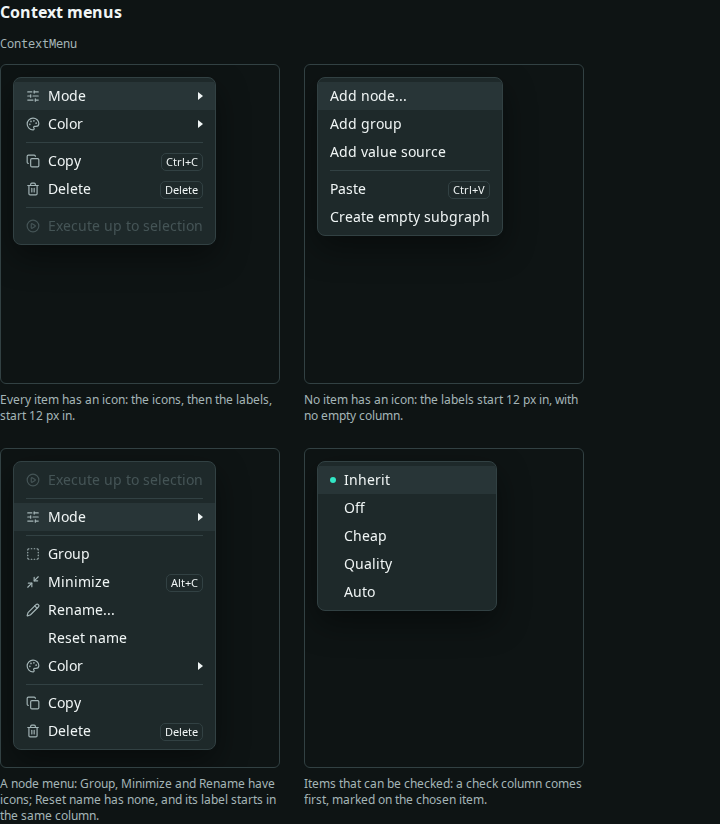 Context menus
ContextMenu
Mode
Color
Copy Ctrl+C
Delete Delete
Execute up to selection
Add node...
Add group
Add value source
Paste Ctrl+V
Create empty subgraph
Every item has an icon: the icons, then the labels,
start 12 px in.
No item has an icon: the labels start 12 px in, with
no empty column.
Execute up to selection
Mode
Group
Minimize Alt+C
Rename...
Reset name
Color
Copy
Delete Delete
Inherit
Off
Cheap
Quality
Auto
A node menu: Group, Minimize and Rename have
icons; Reset name has none, and its label starts in
the same column.
Items that can be checked: a check column comes
first, marked on the chosen item.